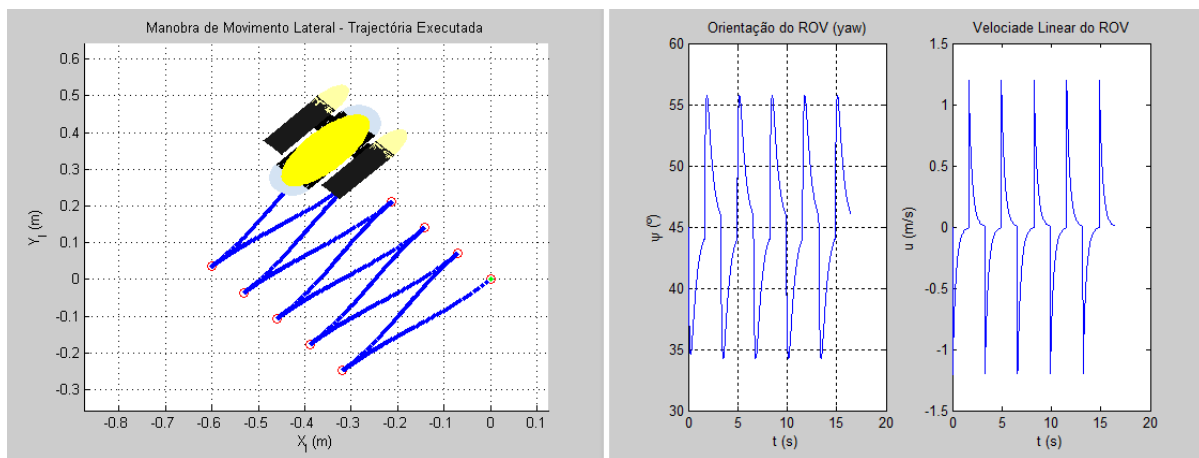 Manobra de Movimento Lateral - Trajectória Executada
0.6
0.5
0.4
0.3
0.2
0.1
0
-0.1
-0.2
-0.3
Y_I (m)
-0.8 -0.7 -0.6 -0.5 -0.4 -0.3 -0.2 -0.1 0 0.1
X_I (m)
Orientação do ROV (yaw)
60
55
50
45
40
35
30
ψ (º)
0 5 10 15 20
t (s)
Velociade Linear do ROV
1.5
1
0.5
0
-0.5
-1
-1.5
u (m/s)
0 5 10 15 20
t (s)